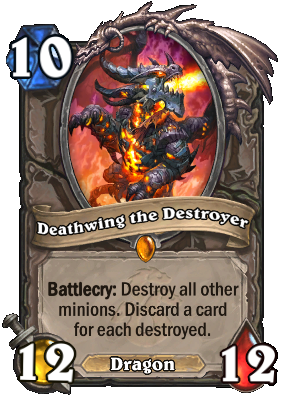 10
Deathwing the Destroyer
Battlecry: Destroy all other
minions. Discard a card
for each destroyed.
12
Dragon
12